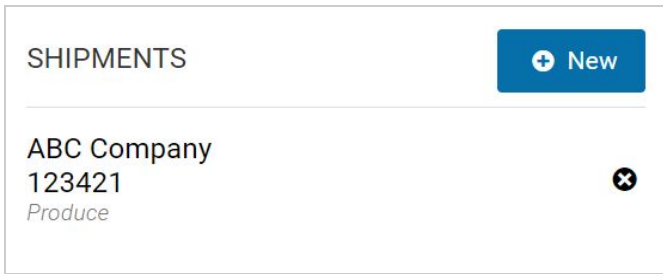 SHIPMENTS
New
ABC Company
123421
Produce